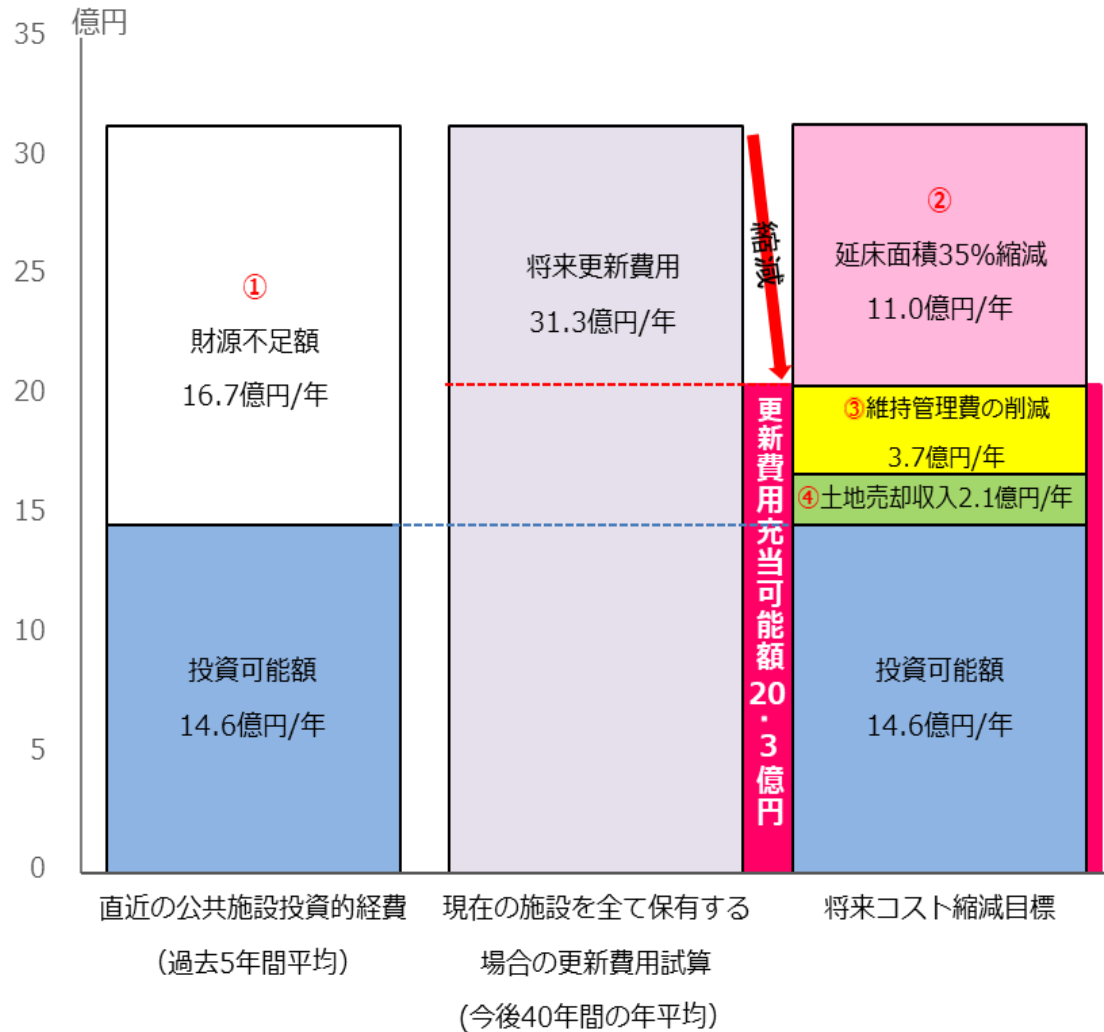 億円
35
30
25
20
15
10
5
0
①
財源不足額
16.7億円/年
投資可能額
14.6億円/年
将来更新費用
31.3億円/年
縮減
更新費用充当可能額20.3億円
②
延床面積35%縮減
11.0億円/年
③維持管理費の削減
3.7億円/年
④土地売却収入2.1億円/年
投資可能額
14.6億円/年
直近の公共施設投資的経費
（過去5年間平均）
現在の施設を全て保有する
場合の更新費用試算
(今後40年間の年平均）
将来コスト縮減目標